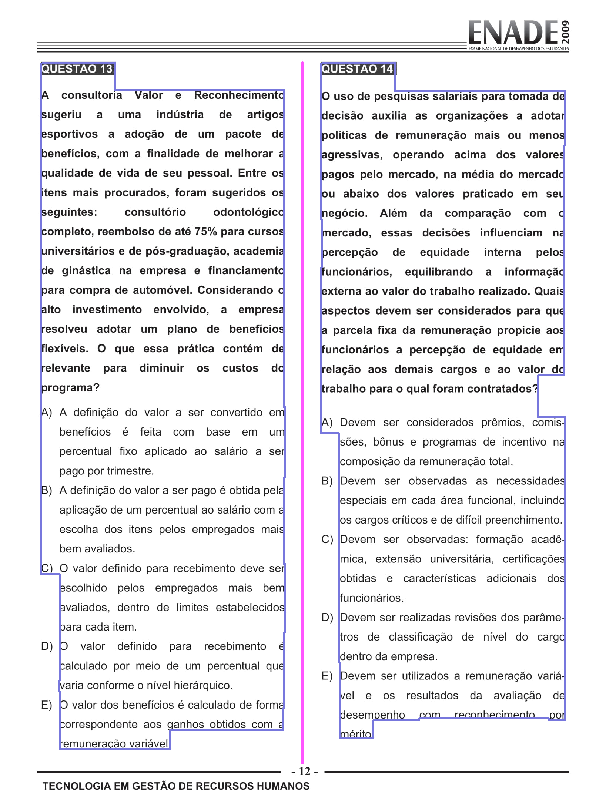 ENADE 2009
EXAME NACIONAL DE DESEMPENHO DOS ESTUDANTES
QUESTÃO 13
A consultoria Valor e Reconhecimento
sugeriu a uma indústria de artigos
esportivos a adoção de um pacote de
benefícios, com a finalidade de melhorar a
qualidade de vida de seu pessoal. Entre os
itens mais procurados, foram sugeridos os
seguintes: consultório odontológico
completo, reembolso de até 75% para cursos
universitários e de pós-graduação, academia
de ginástica na empresa e financiamento
para compra de automóvel. Considerando o
alto investimento envolvido, a empresa
resolveu adotar um plano de benefícios
flexíveis. O que essa prática contém de
relevante para diminuir os custos do
programa?
A) A definição do valor a ser convertido em
benefícios é feita com base em um
percentual fixo aplicado ao salário a ser
pago por trimestre.
B) A definição do valor a ser pago é obtida pela
aplicação de um percentual ao salário com a
escolha dos itens pelos empregados mais
bem avaliados.
C) O valor definido para recebimento deve ser
escolhido pelos empregados mais bem
avaliados, dentro de limites estabelecidos
para cada item.
D) O valor definido para recebimento é
calculado por meio de um percentual que
varia conforme o nível hierárquico.
E) O valor dos benefícios é calculado de forma
correspondente aos ganhos obtidos com a
remuneração variável.
QUESTÃO 14
O uso de pesquisas salariais para tomada de
decisão auxilia as organizações a adotar
políticas de remuneração mais ou menos
agressivas, operando acima dos valores
pagos pelo mercado, na média do mercado
ou abaixo dos valores praticado em seu
negócio. Além da comparação com o
mercado, essas decisões influenciam na
percepção de equidade interna pelos
funcionários, equilibrando a informação
externa ao valor do trabalho realizado. Quais
aspectos devem ser considerados para que
a parcela fixa da remuneração propicie aos
funcionários a percepção de equidade em
relação aos demais cargos e ao valor do
trabalho para o qual foram contratados?
A) Devem ser considerados prêmios, comis-
sões, bônus e programas de incentivo na
composição da remuneração total.
B) Devem ser observadas as necessidades
especiais em cada área funcional, incluindo
os cargos críticos e de difícil preenchimento.
C) Devem ser observadas: formação acadê-
mica, extensão universitária, certificações
obtidas e características adicionais dos
funcionários.
D) Devem ser realizadas revisões dos parâme-
tros de classificação de nível do cargo
dentro da empresa.
E) Devem ser utilizados a remuneração variá-
vel e os resultados da avaliação de
desempenho com reconhecimento por
mérito.
- 12 -
TECNOLOGIA EM GESTÃO DE RECURSOS HUMANOS